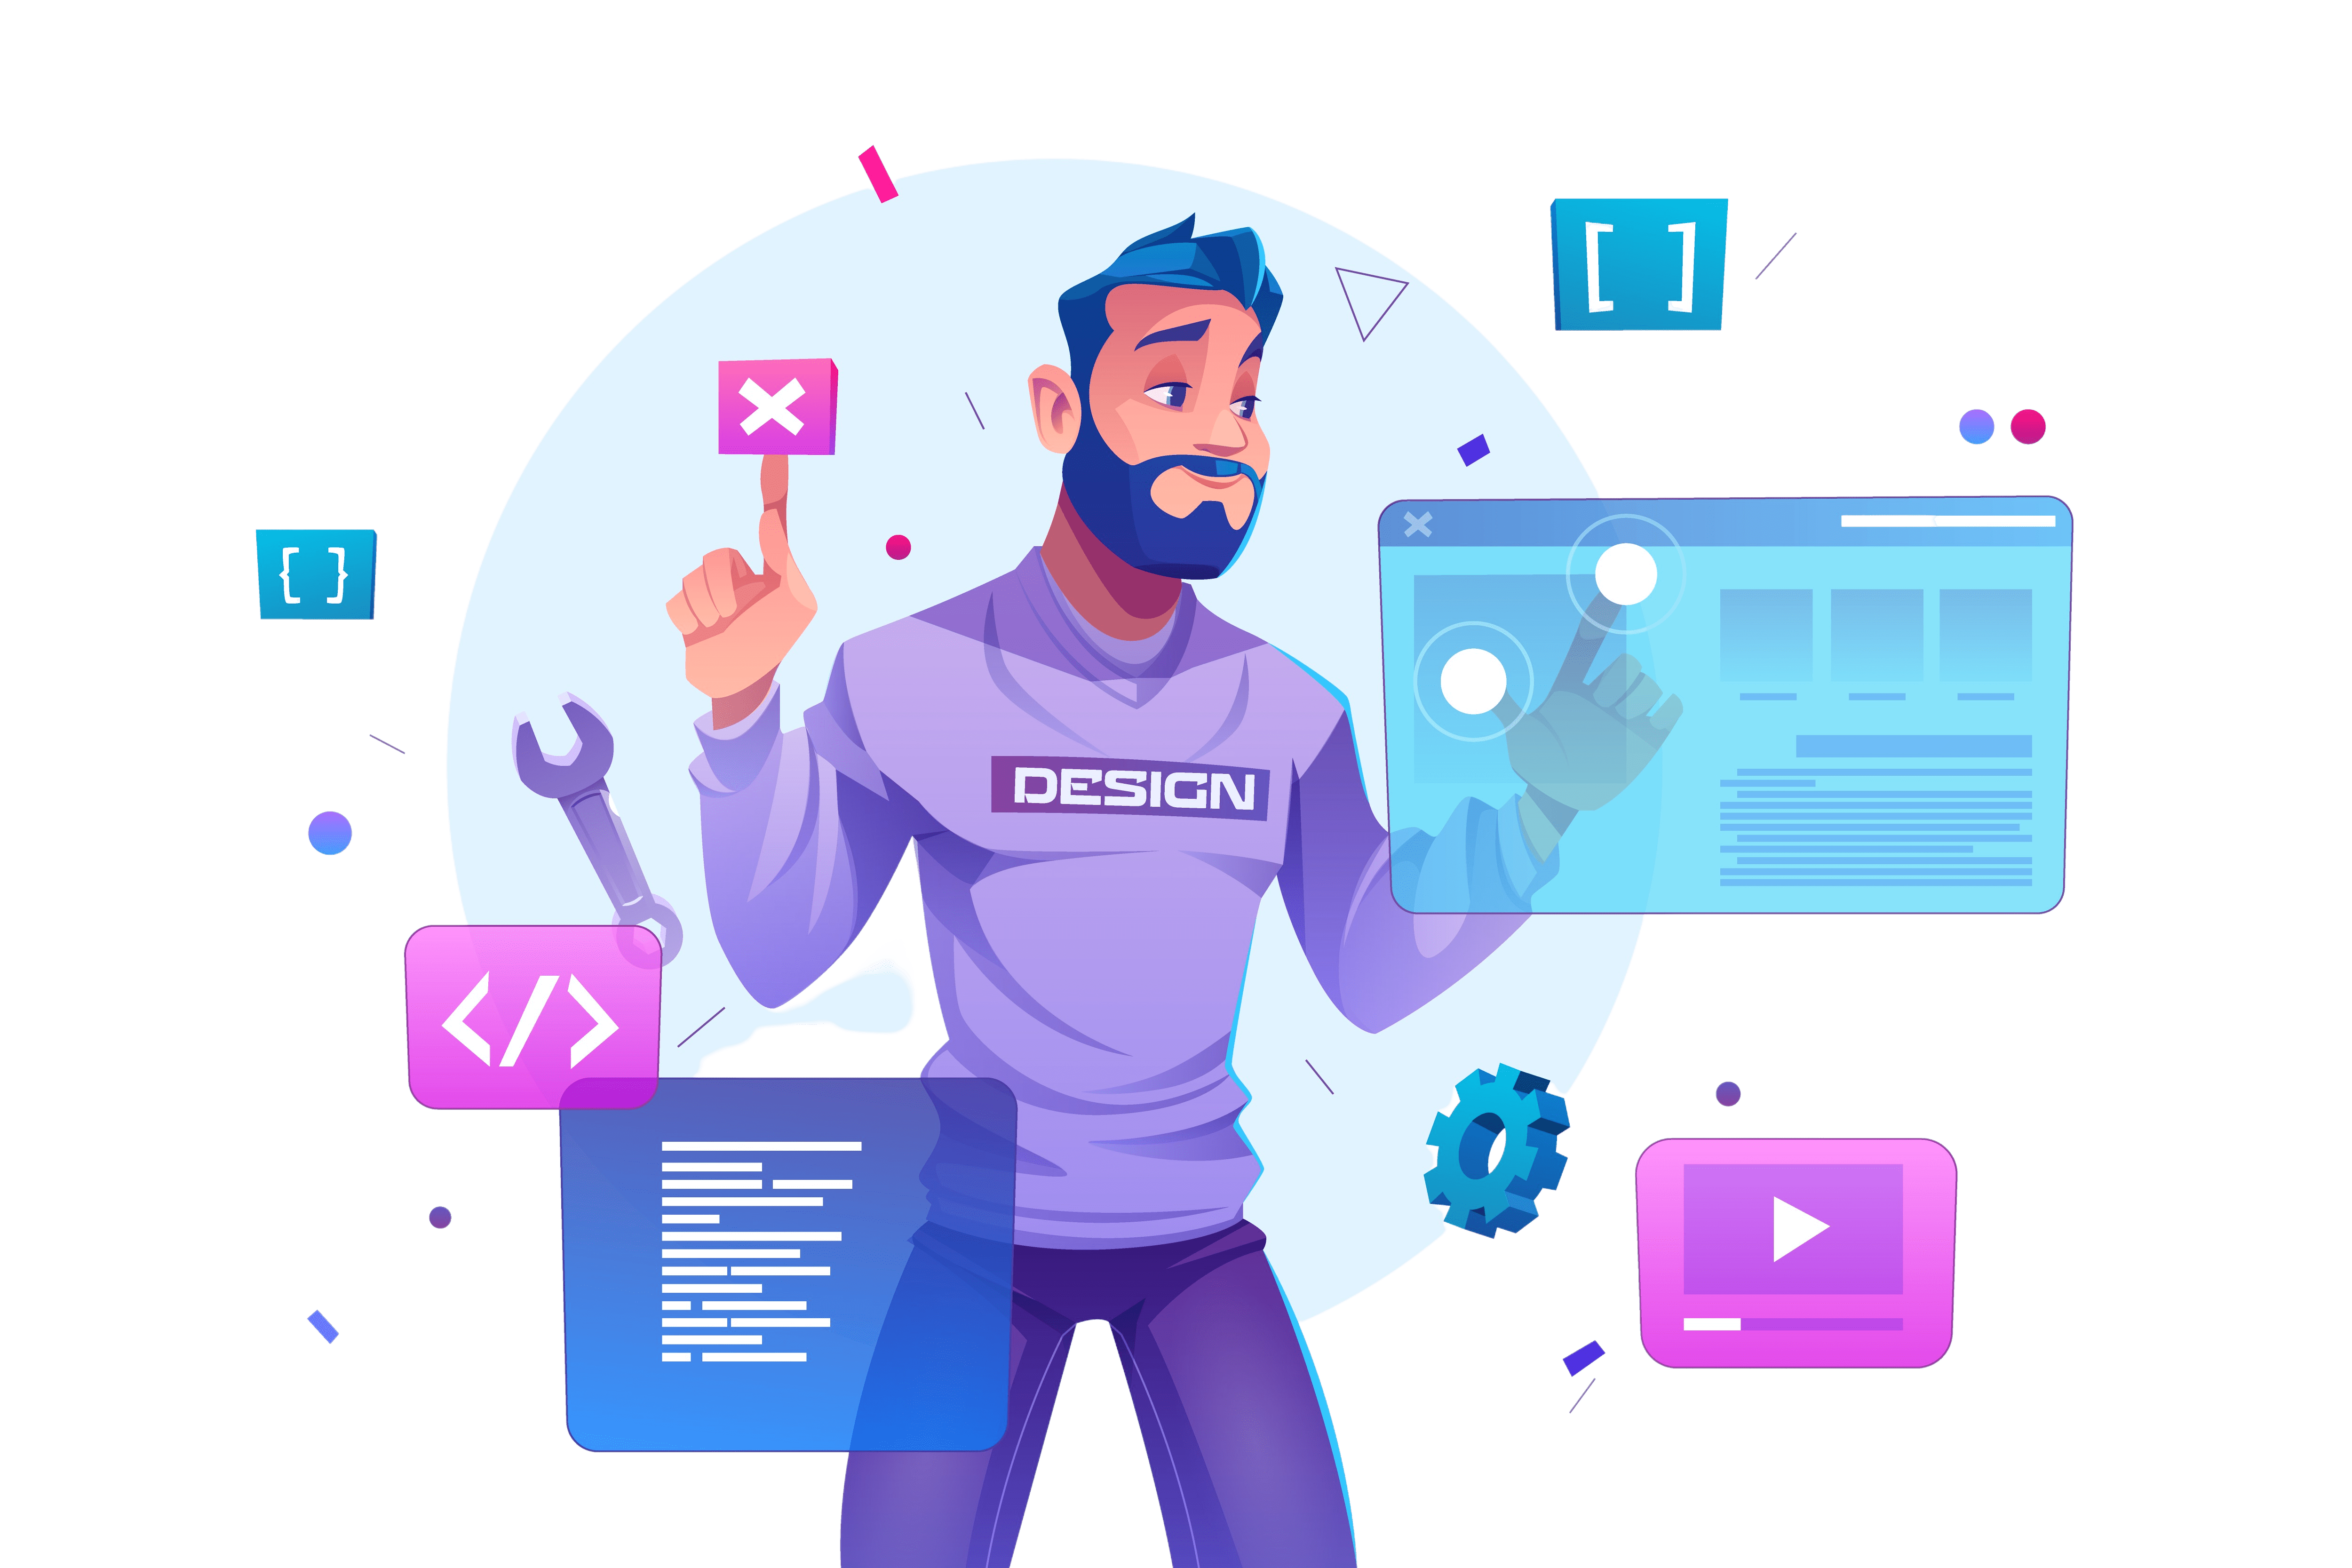 [ ]
{ }
DESIGN
</>